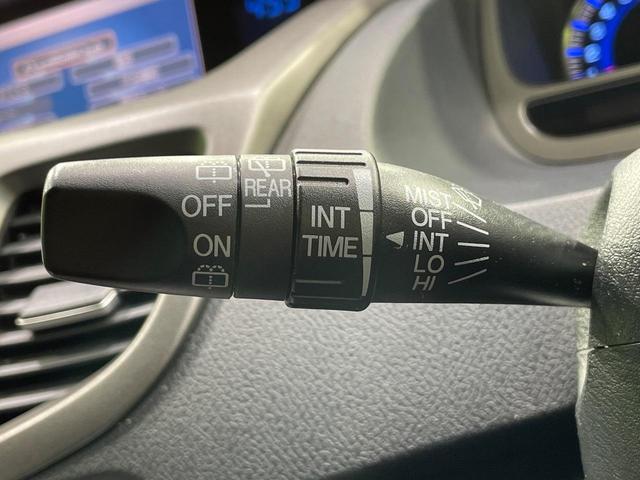 OFF
ON
REAR
INT
TIME
MIST
OFF
INT
LO
HI